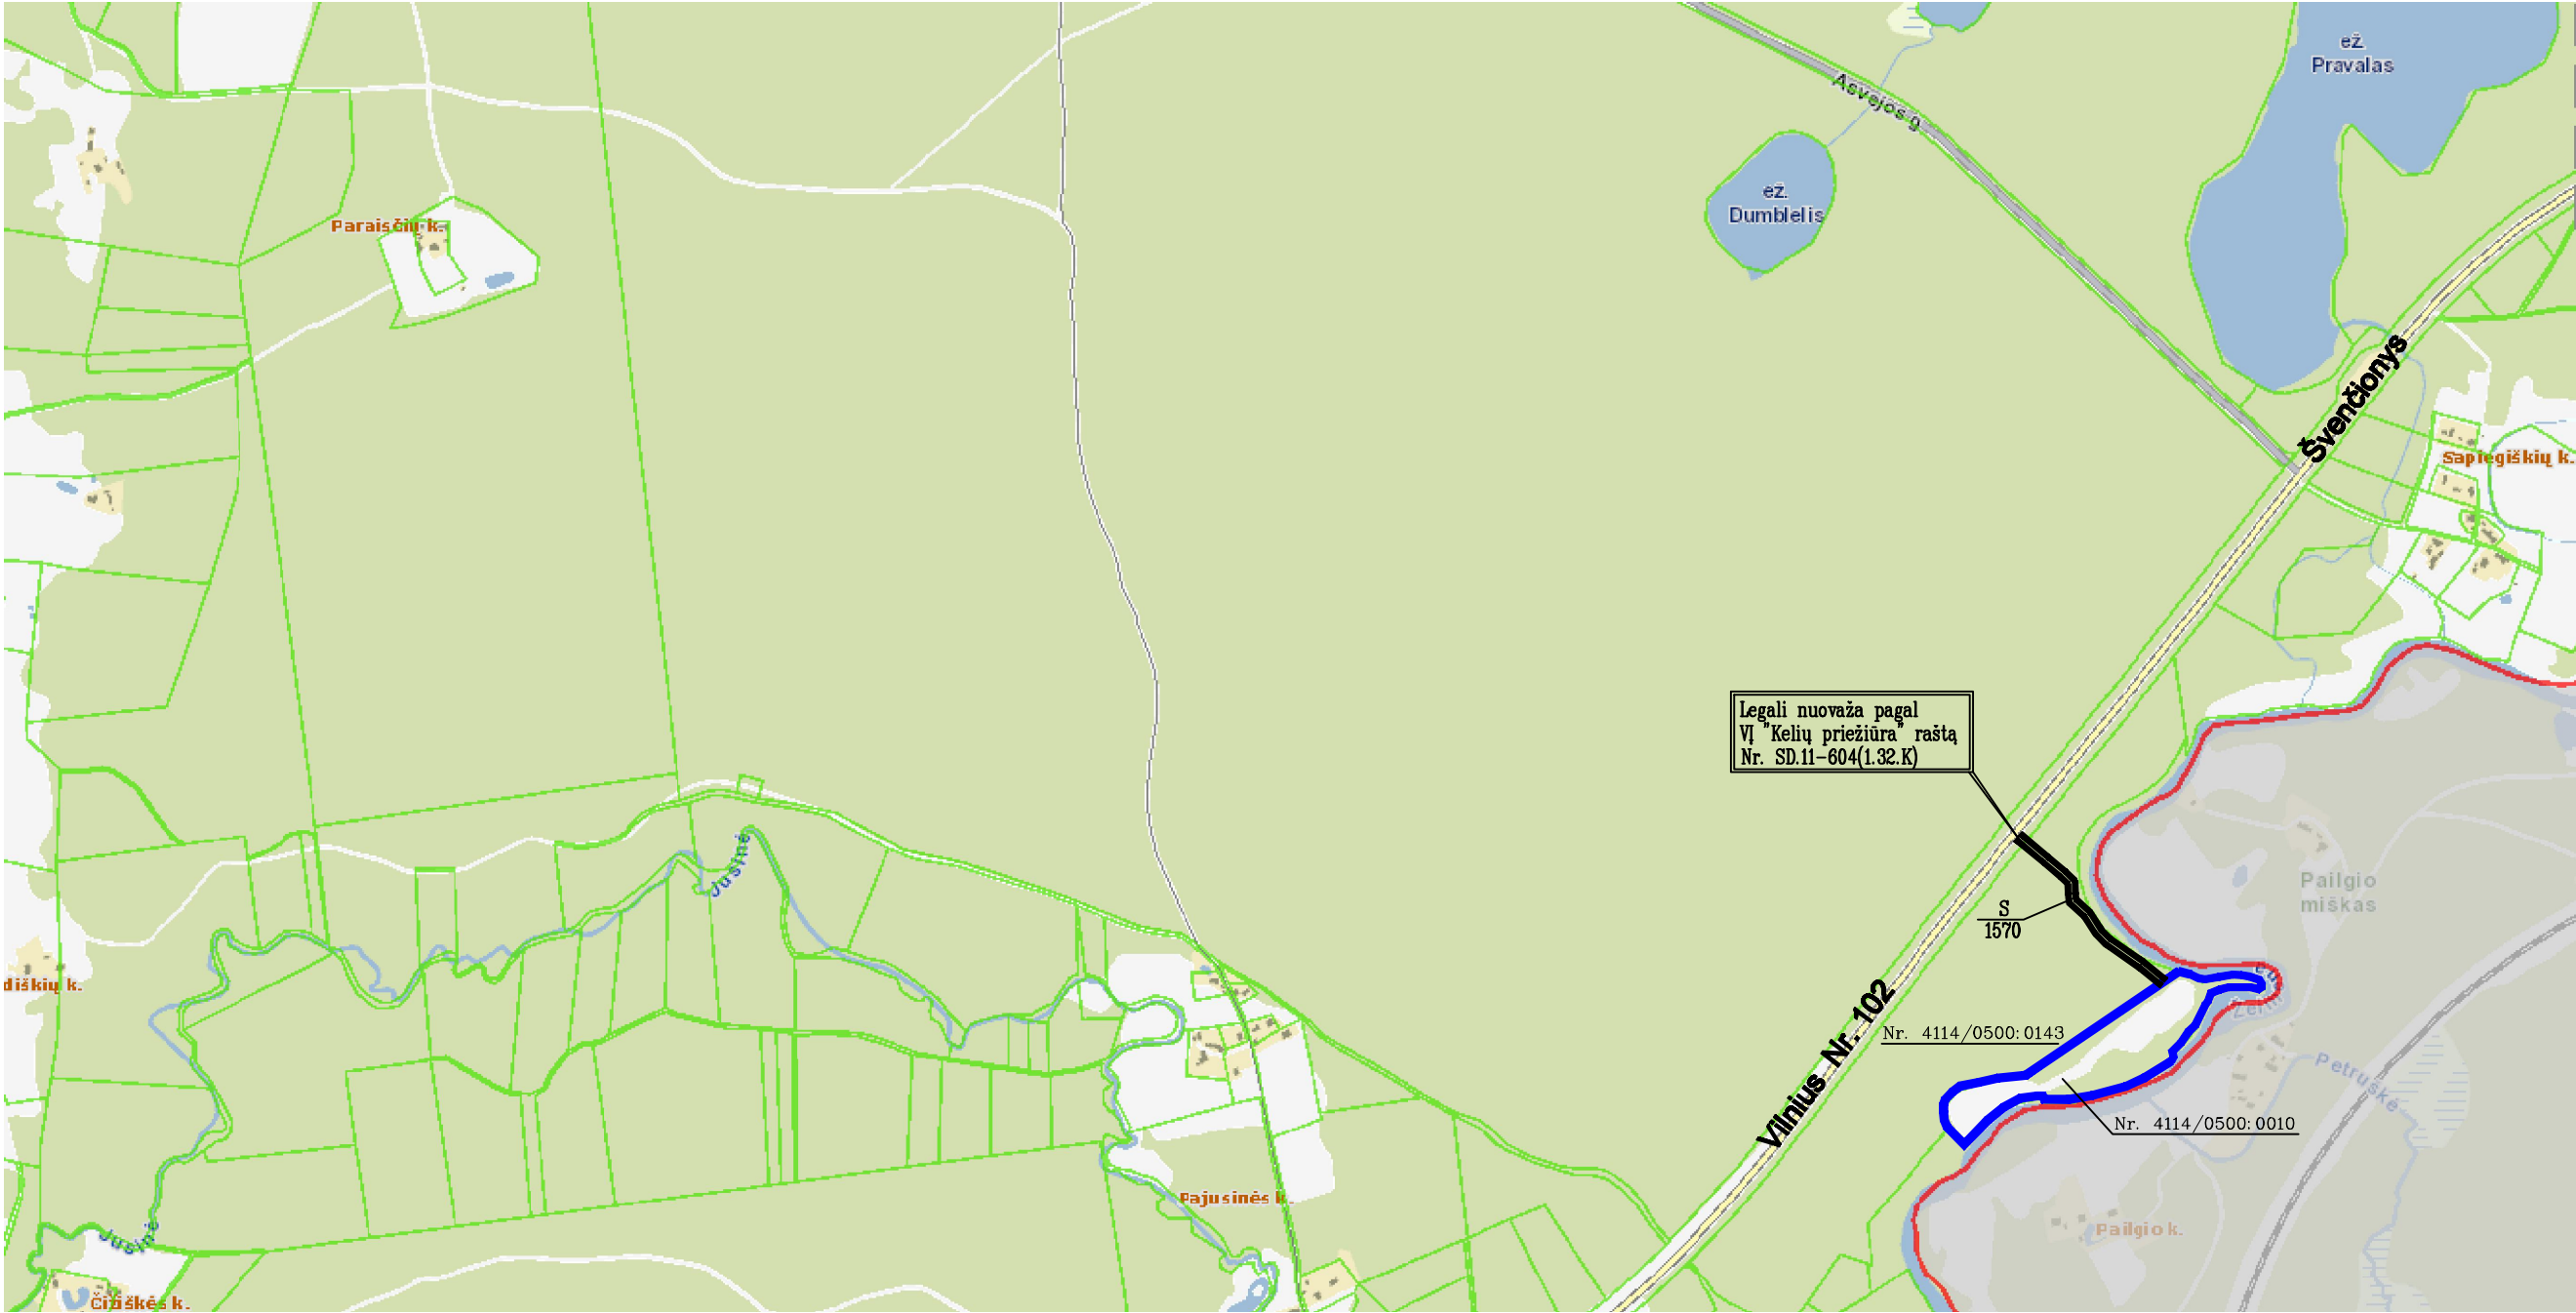 ež.
Pravalas
Asvejos g.
ež.
Dumblelis
Paraisčių k.
Švenčionys
Sapiegiškių k.
Legali nuovaža pagal
VĮ "Kelių priežiūra" raštą
Nr. SD.11-604(1.32.K)
Jusinė
Pailgio
miškas
S
1570
diškių k.
Vilnius Nr. 102
Nr. 4114/0500:0143
Petruškė
Nr. 4114/0500:0010
Pajusinės k.
Pailgio k.
Jusinė
Čiziškės k.